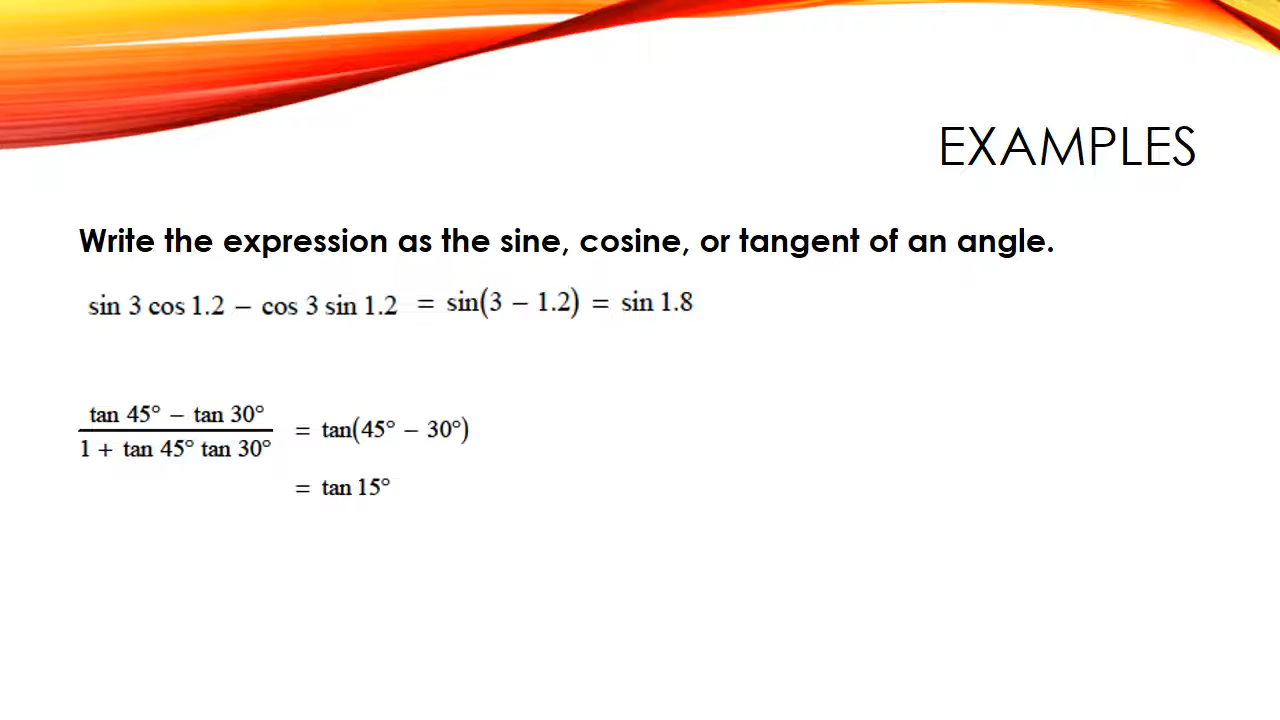 EXAMPLES
Write the expression as the sine, cosine, or tangent of an angle.
sin 3 cos 1.2 − cos 3 sin 1.2 = sin(3 − 1.2) = sin 1.8
tan 45° − tan 30°
1 + tan 45° tan 30°
= tan(45° − 30°)
= tan 15°